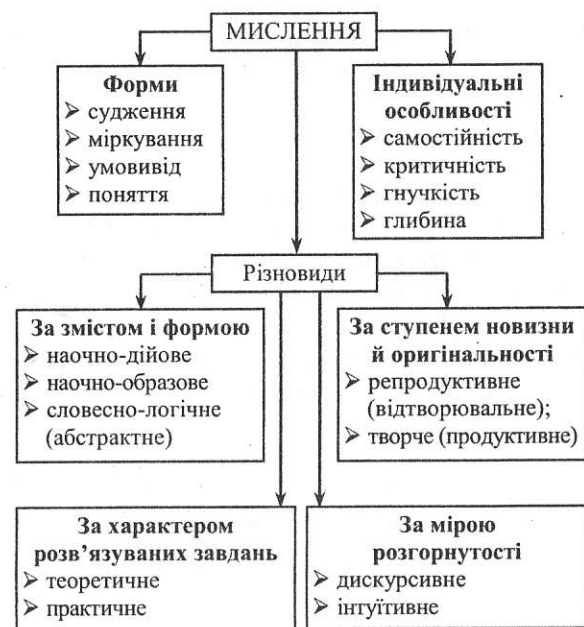 МИСЛЕННЯ
Форми
➢ судження
➢ міркування
➢ умовивід
➢ поняття
Індивідуальні
особливості
➢ самостійність
➢ критичність
➢ гнучкість
➢ глибина
Різновиди
За змістом і формою
➢ наочно-дійове
➢ наочно-образове
➢ словесно-логічне
(абстрактне)
За ступенем новизни
й оригінальності
➢ репродуктивне
(відтворювальне);
➢ творче (продуктивне)
За характером
розв’язуваних завдань
➢ теоретичне
➢ практичне
За мірою
розгорнутості
➢ дискурсивне
➢ інтуїтивне